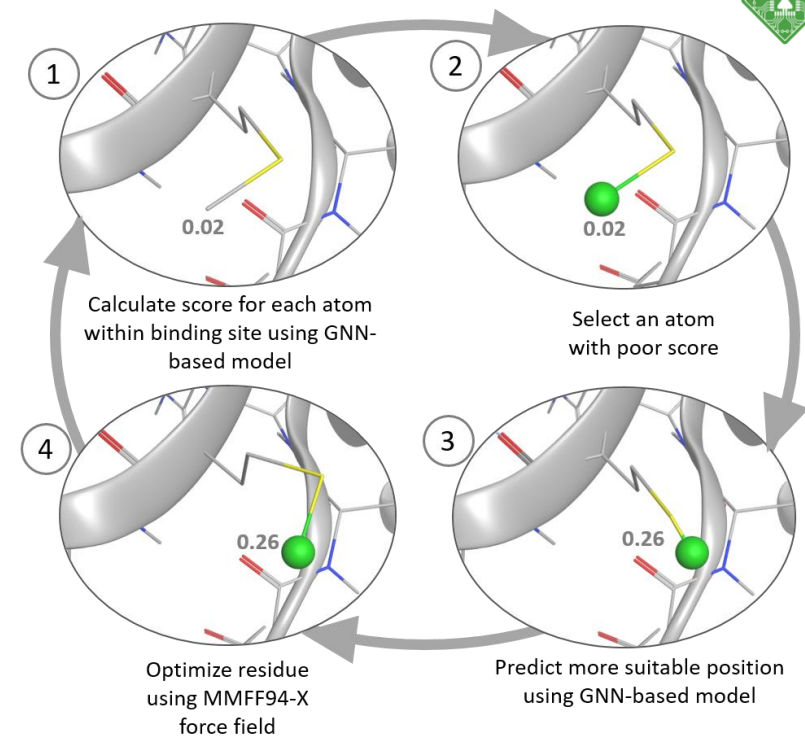 1
0.02
Calculate score for each atom
within binding site using GNN-
based model
2
0.02
Select an atom
with poor score
3
0.26
Predict more suitable position
using GNN-based model
4
0.26
Optimize residue
using MMFF94-X
force field